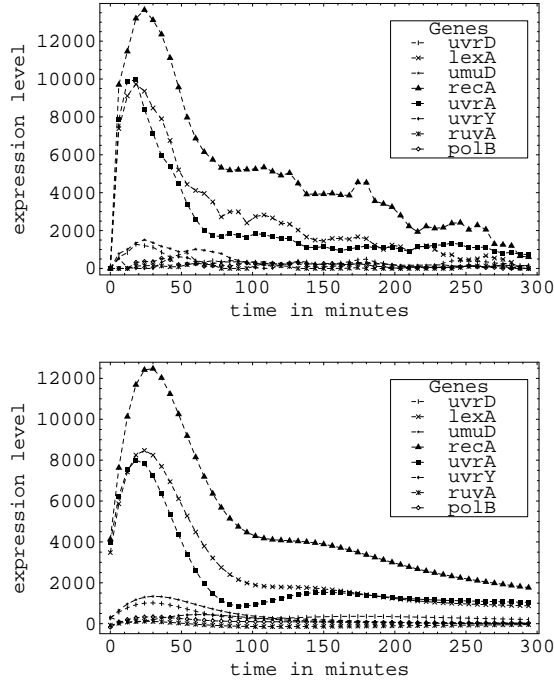 Genes
uvrD
lexA
umuD
recA
uvrA
uvrY
ruvA
polB
14000
12000
10000
8000
6000
4000
2000
0
expression level
0 50 100 150 200 250 300
time in minutes
Genes
uvrD
lexA
umuD
recA
uvrA
uvrY
ruvA
polB
12000
10000
8000
6000
4000
2000
0
expression level
0 50 100 150 200 250 300
time in minutes